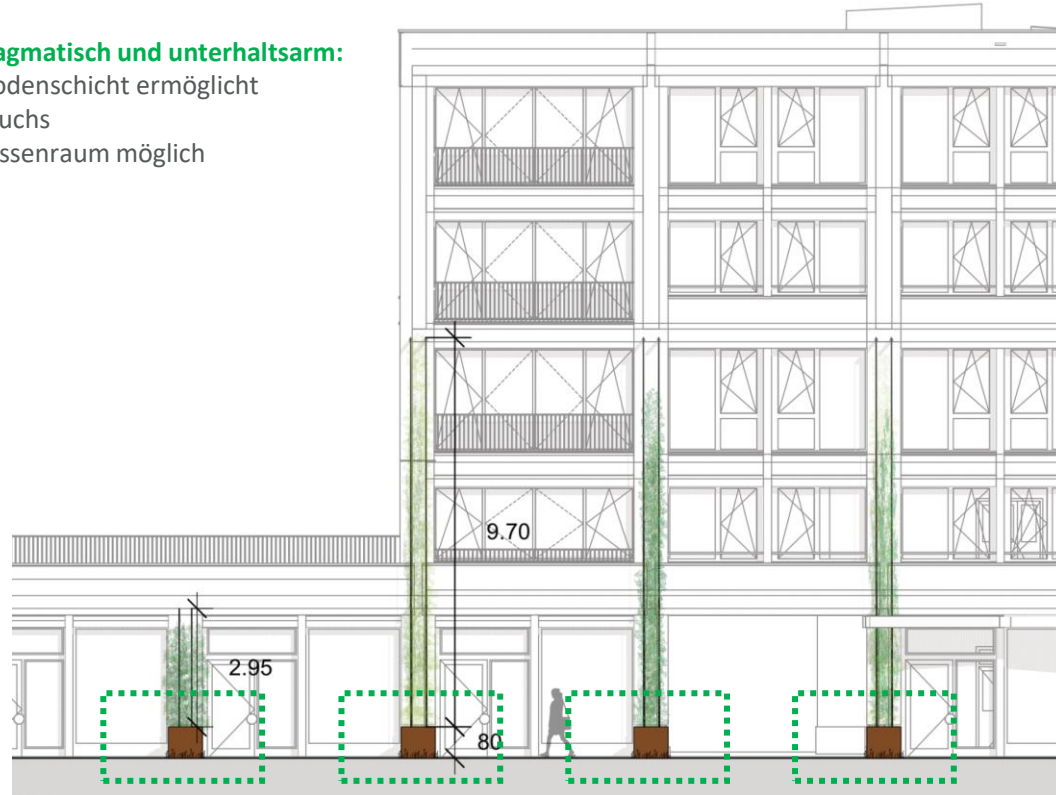 agmatisch und unterhaltsarm:
odenschicht ermöglicht
uchs
ssenraum möglich
9.70
2.95
80